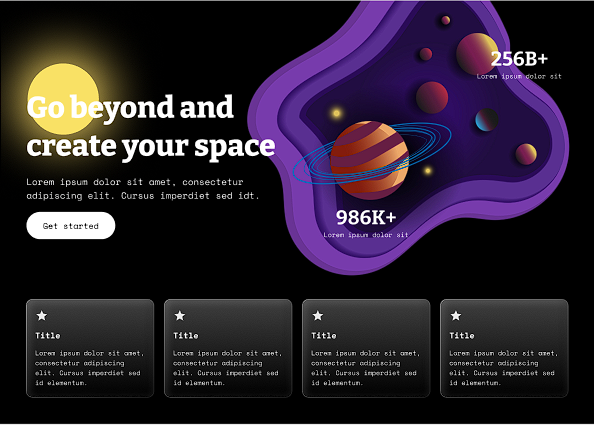 Go beyond and
create your space
Lorem ipsum dolor sit amet, consectetur
adipiscing elit. Cursus imperdiet sed id.
Get started
256B+
Lorem ipsum dolor sit
986K+
Lorem ipsum dolor sit
Title
Lorem ipsum dolor sit amet,
consectetur adipiscing
elit. Cursus imperdiet sed
id elementum.
Title
Lorem ipsum dolor sit amet,
consectetur adipiscing
elit. Cursus imperdiet sed
id elementum.
Title
Lorem ipsum dolor sit amet,
consectetur adipiscing
elit. Cursus imperdiet sed
id elementum.
Title
Lorem ipsum dolor sit amet,
consectetur adipiscing
elit. Cursus imperdiet sed
id elementum.